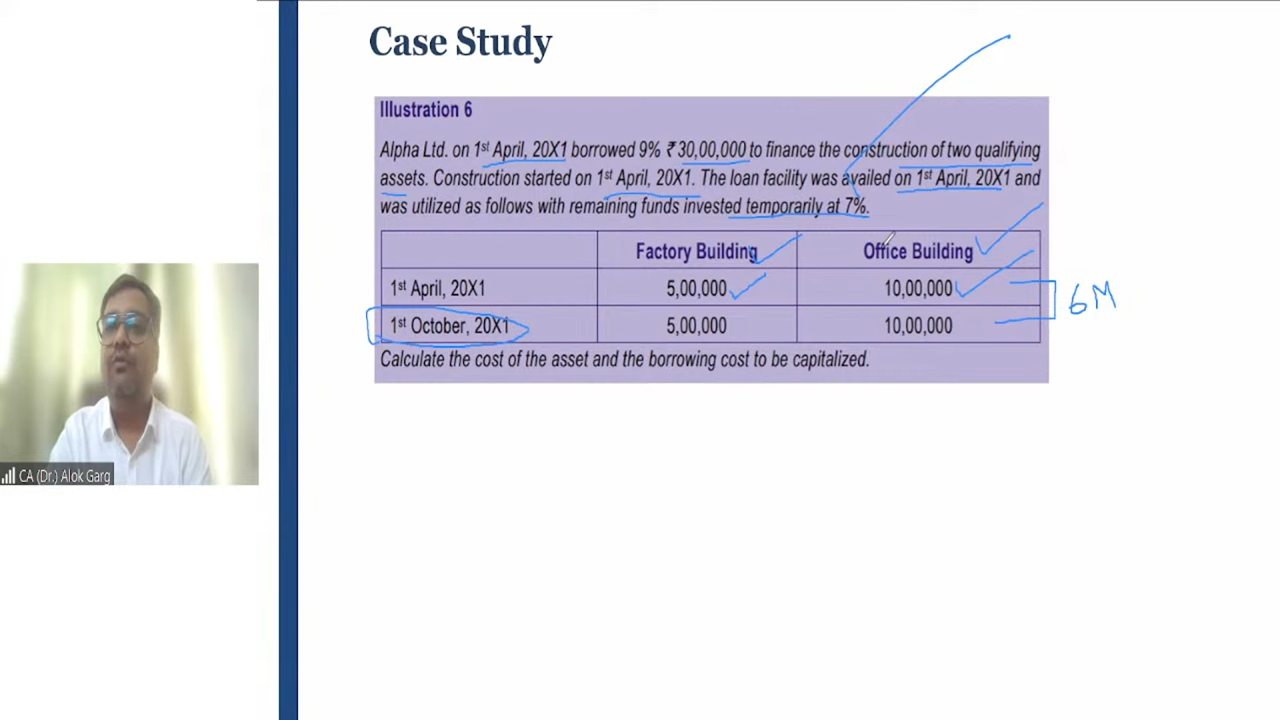 Case Study
Illustration 6
Alpha Ltd. on 1st April, 20X1 borrowed 9% ₹ 30,00,000 to finance the construction of two qualifying
assets. Construction started on 1st April, 20X1. The loan facility was availed on 1st April, 20X1 and
was utilized as follows with remaining funds invested temporarily at 7%.
Factory Building Office Building
1st April, 20X1 5,00,000 10,00,000
1st October, 20X1 5,00,000 10,00,000
6M
Calculate the cost of the asset and the borrowing cost to be capitalized.
CA (Dr.) Alok Garg